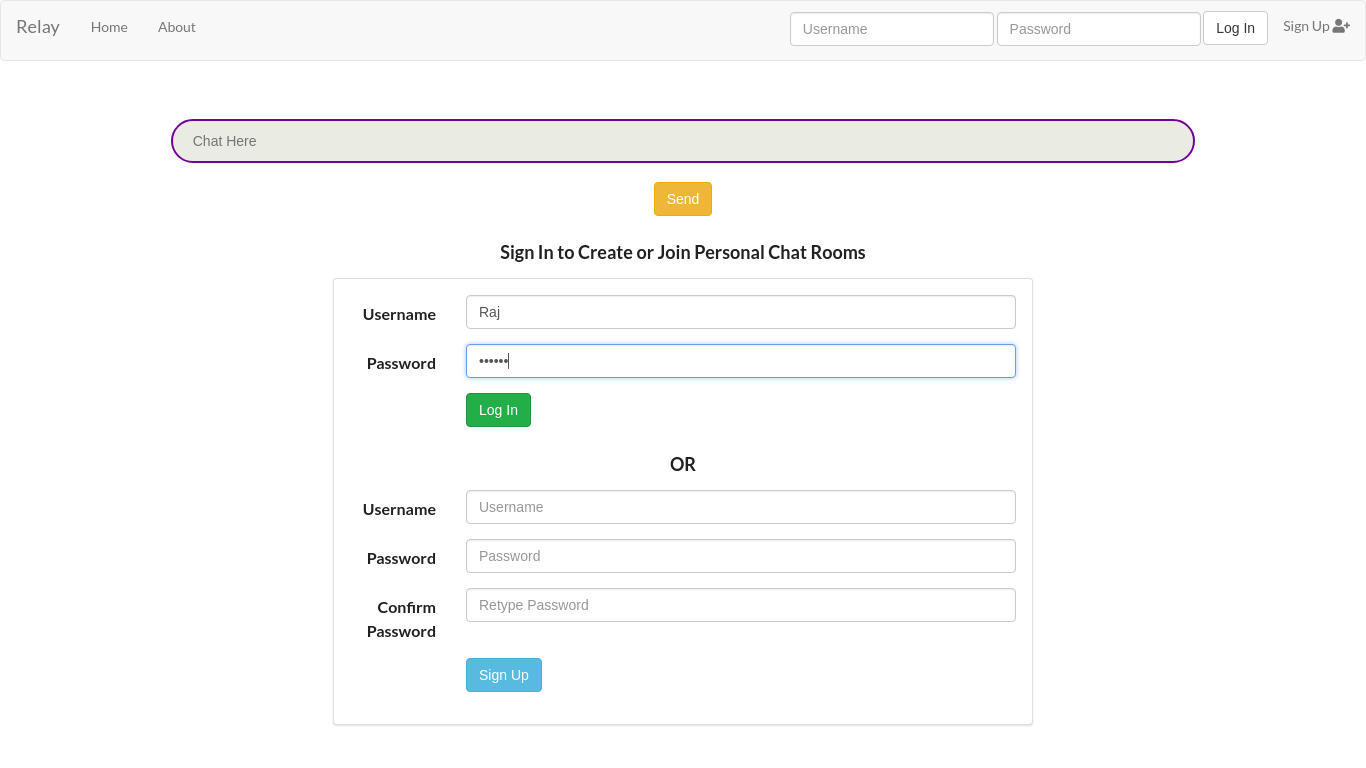 Relay Home About Username Password Log In Sign Up
Chat Here
Send
Sign In to Create or Join Personal Chat Rooms
Username Raj
Password ••••••
Log In
OR
Username Username
Password Password
Confirm Password Retype Password
Sign Up